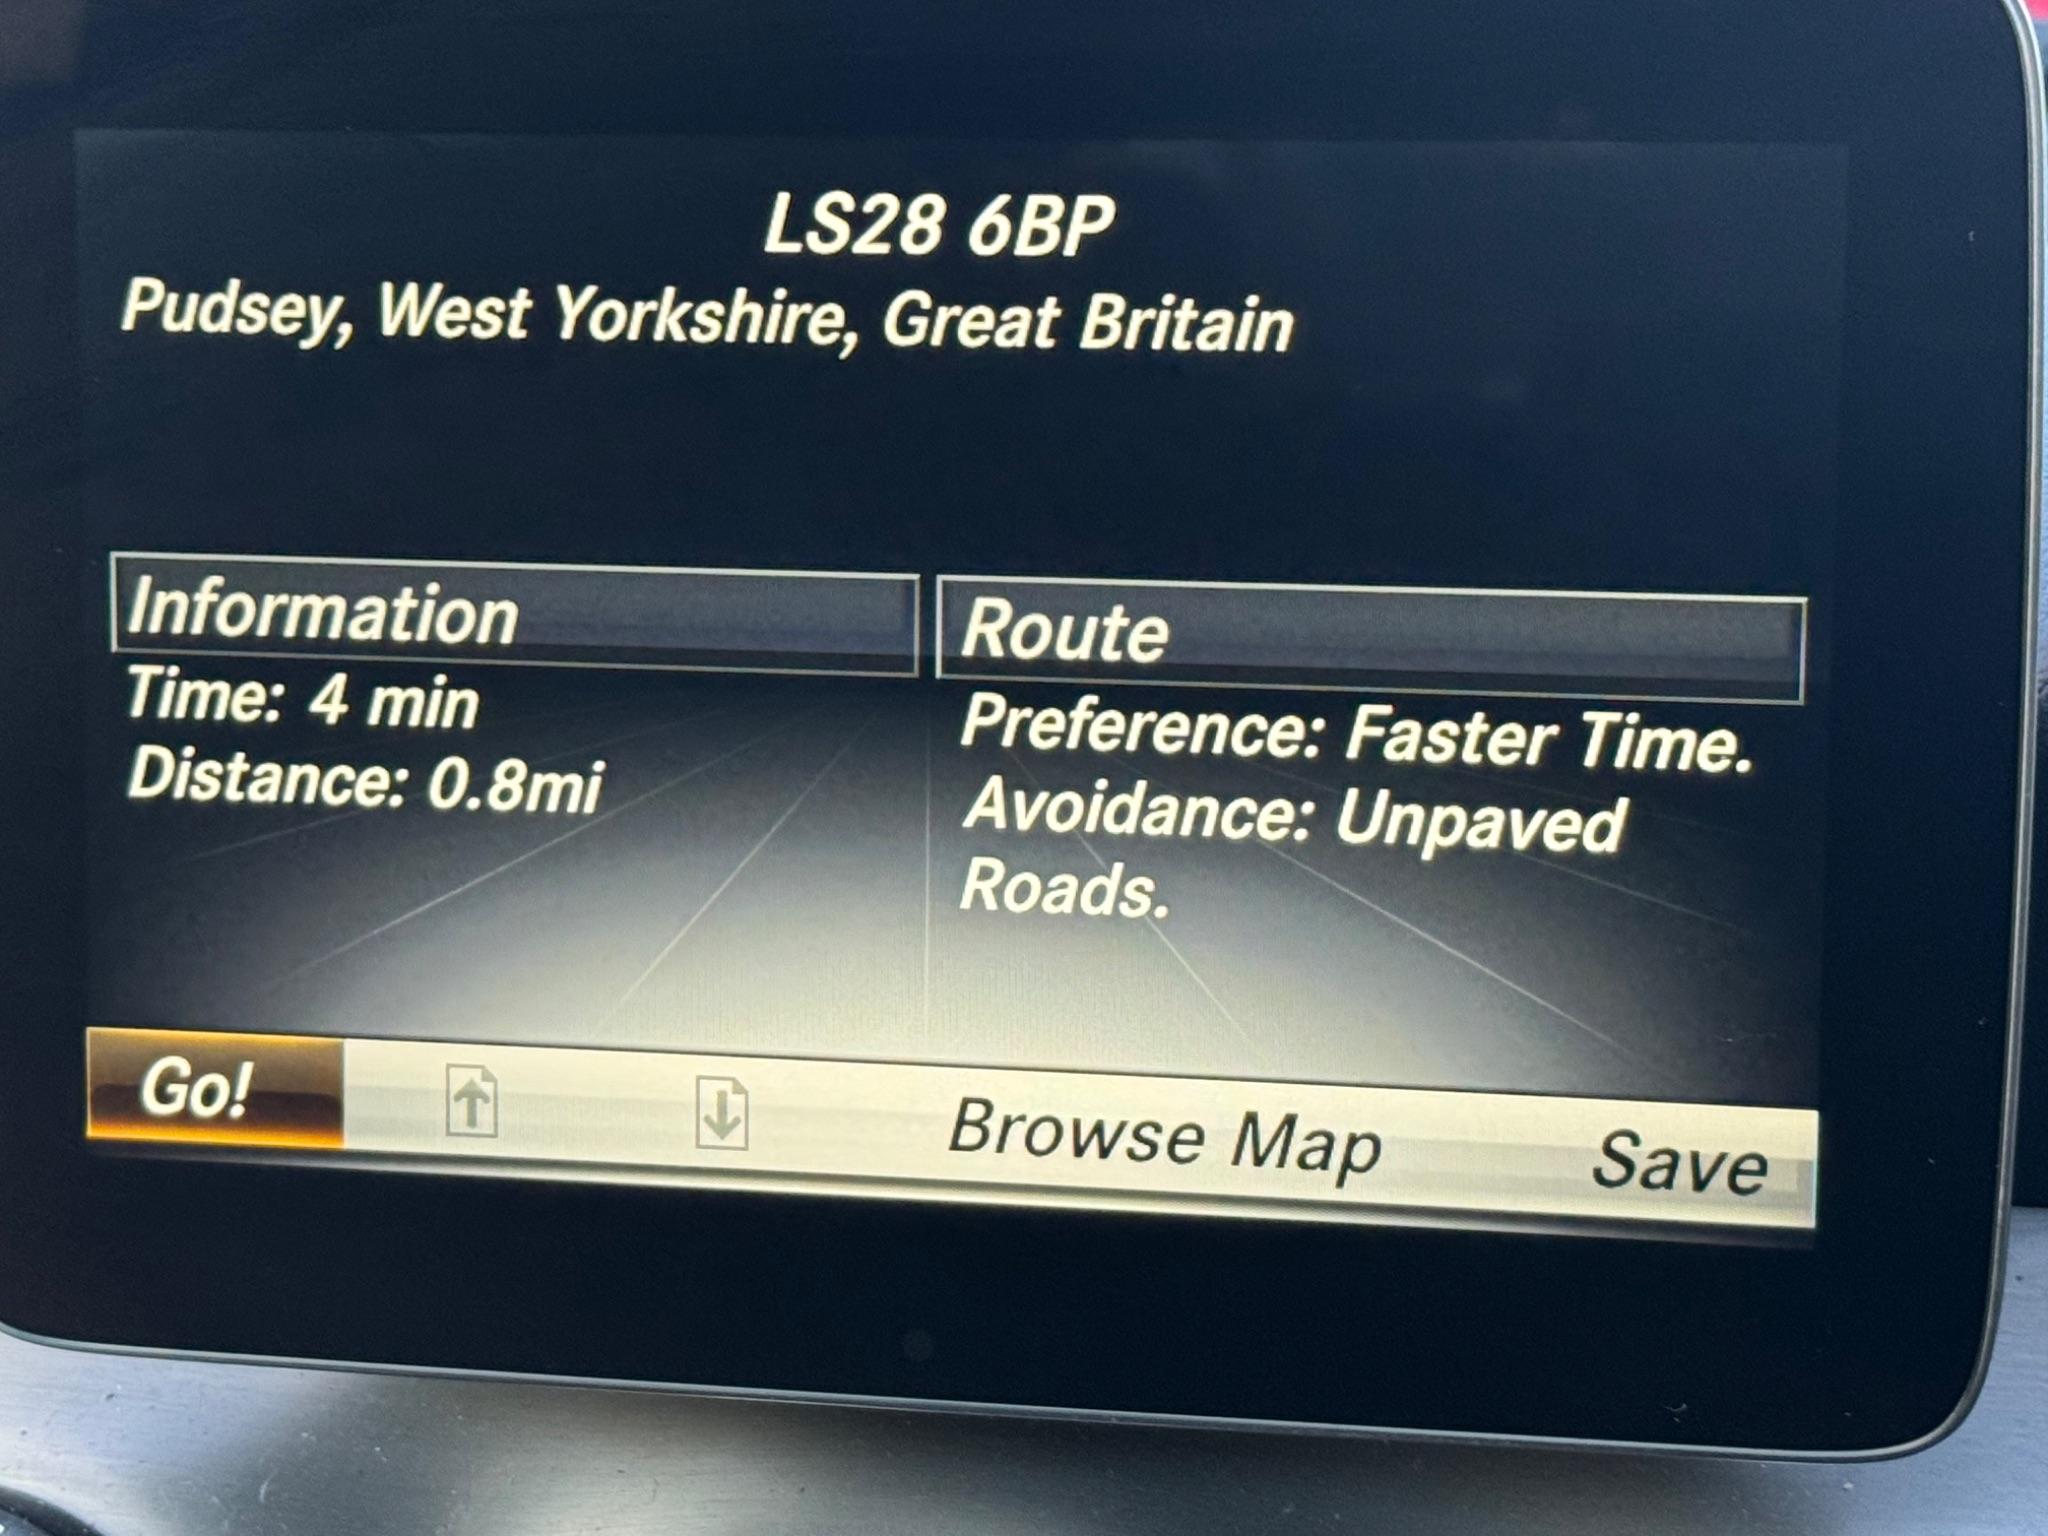 LS28 6BP
Pudsey, West Yorkshire, Great Britain
Information
Time: 4 min
Distance: 0.8mi
Route
Preference: Faster Time.
Avoidance: Unpaved
Roads.
Go! Browse Map Save